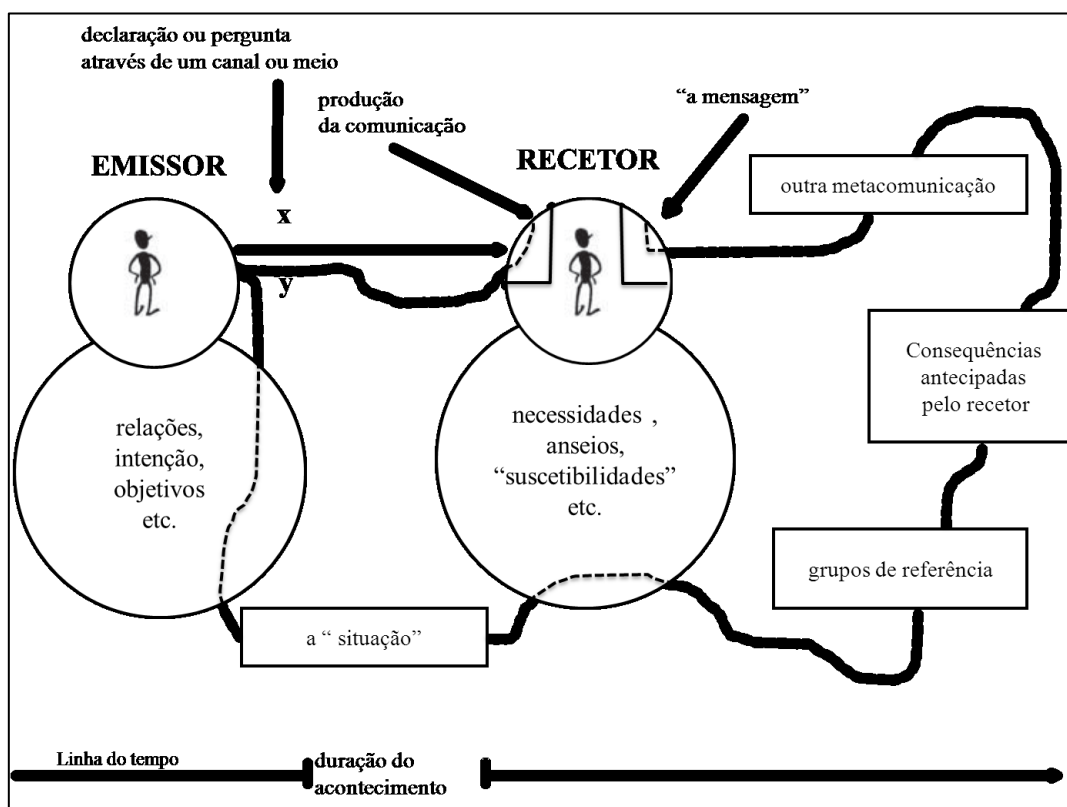 declaração ou pergunta
através de um canal ou meio
produção
da comunicação
“a mensagem”
EMISSOR
RECETOR
outra metacomunicação
x
y
Consequências
antecipadas
pelo recetor
relações,
intenção,
objetivos
etc.
necessidades ,
anseios,
“suscetibilidades”
etc.
grupos de referência
a “ situação”
Linha do tempo
duração do
acontecimento